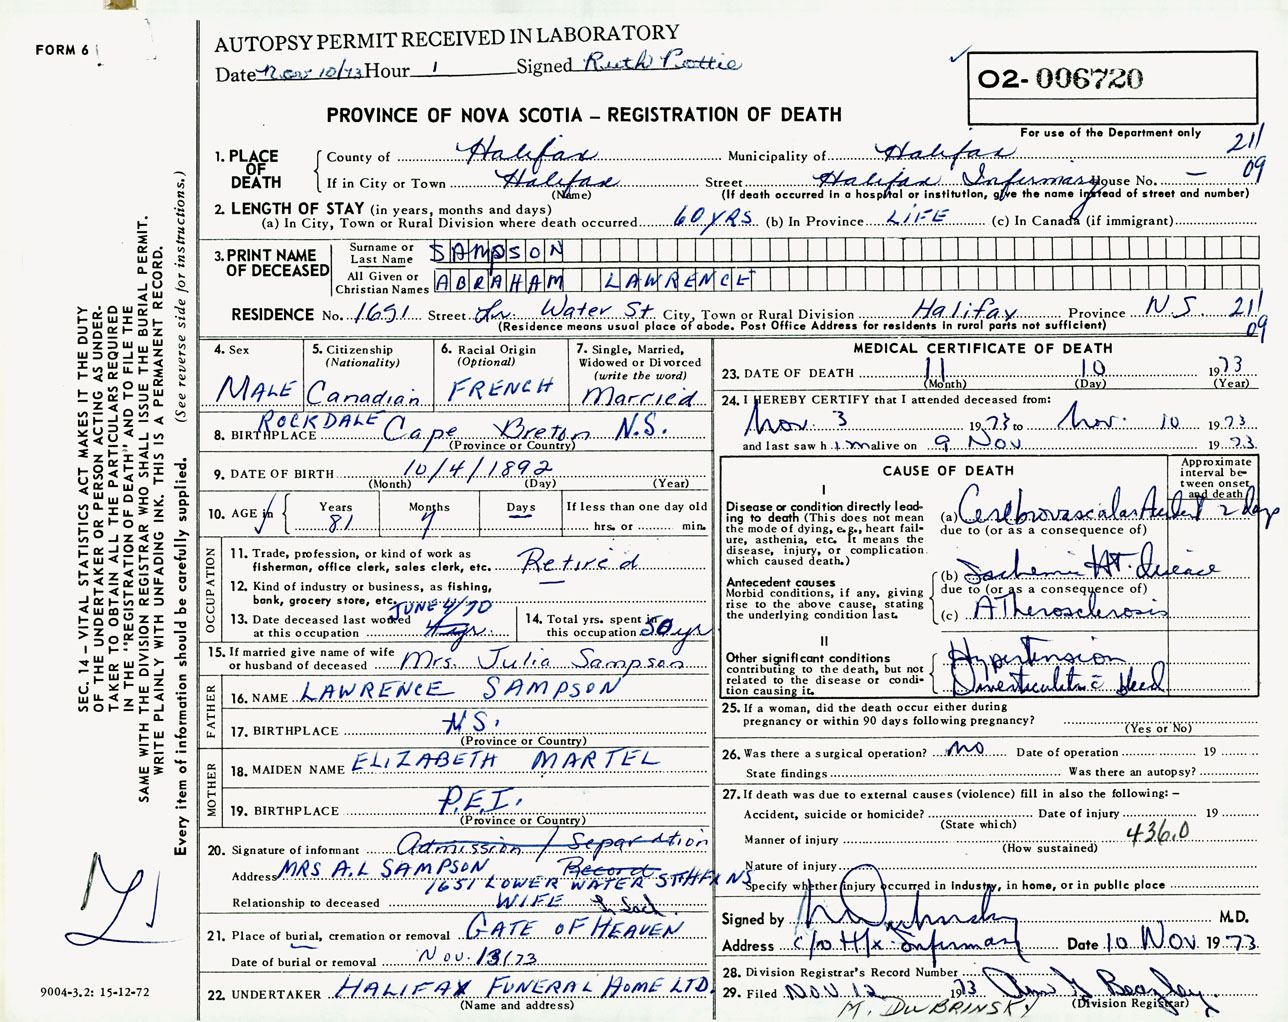 FORM 6
AUTOPSY PERMIT RECEIVED IN LABORATORY
Date Nov 10/73 Hour 1 Signed Ruth Pottie
02-006720
For use of the Department only
PROVINCE OF NOVA SCOTIA – REGISTRATION OF DEATH
21/
09
1. PLACE OF DEATH
County of Halifax Municipality of Halifax
If in City or Town Halifax Street Halifax Infirmary House No. –
(Name) (If death occurred in a hospital or institution, give the name instead of street and number)
2. LENGTH OF STAY (in years, months and days)
(a) In City, Town or Rural Division where death occurred 60 YRS (b) In Province LIFE (c) In Canada (if immigrant)
3. PRINT NAME OF DECEASED
Surname or Last Name SAMPSON
All Given or Christian Names ABRAHAM LAWRENCE
RESIDENCE No. 1651 Street Lr. Water St City, Town or Rural Division Halifax Province N.S. 21/
09
(Residence means usual place of abode. Post Office Address for residents in rural parts not sufficient)
4. Sex
MALE
5. Citizenship
(Nationality)
Canadian
6. Racial Origin
(Optional)
FRENCH
7. Single, Married, Widowed or Divorced
(write the word)
Married
8. BIRTHPLACE ROCKDALE Cape Breton N.S.
(Province or Country)
9. DATE OF BIRTH 10/4/1892
(Month) (Day) (Year)
10. AGE in
Years 81
Months
Days
If less than one day old
hrs. or min.
OCCUPATION
11. Trade, profession, or kind of work as fisherman, office clerk, sales clerk, etc. Retired
12. Kind of industry or business, as fishing, bank, grocery store, etc. –
13. Date deceased last worked at this occupation JUNE 4/70
14. Total yrs. spent in this occupation 50 yr
15. If married give name of wife or husband of deceased Mrs. Julia Sampson
FATHER
16. NAME LAWRENCE SAMPSON
17. BIRTHPLACE N.S.
(Province or Country)
MOTHER
18. MAIDEN NAME ELIZABETH MARTEL
19. BIRTHPLACE P.E.I.
(Province or Country)
20. Signature of informant Admission / Separation
Record
Address MRS A.L SAMPSON
1651 LOWER WATER ST HFX NS
Relationship to deceased WIFE
21. Place of burial, cremation or removal GATE OF HEAVEN
Date of burial or removal NOV. 13/73
22. UNDERTAKER HALIFAX FUNERAL HOME LTD.
(Name and address)
MEDICAL CERTIFICATE OF DEATH
23. DATE OF DEATH 11 10 1973
(Month) (Day) (Year)
24. I HEREBY CERTIFY that I attended deceased from:
Nov. 3 1973 to Nov. 10 1973
and last saw him alive on 9 Nov 1973
CAUSE OF DEATH
Approximate interval between onset and death
I
Disease or condition directly leading to death (This does not mean the mode of dying, e.g., heart failure, asthenia, etc. It means the disease, injury, or complication which caused death.)
(a) Cerebrovascular Accident 2 days
due to (or as a consequence of)
Antecedent causes
Morbid conditions, if any, giving rise to the above cause, stating the underlying condition last.
(b) Ischemic Ht. Disease
due to (or as a consequence of)
(c) Atherosclerosis
II
Other significant conditions contributing to the death, but not related to the disease or condition causing it.
Hypertension
Diverticulitis c̄ bleed
25. If a woman, did the death occur either during pregnancy or within 90 days following pregnancy?
(Yes or No)
26. Was there a surgical operation? no Date of operation 19
State findings Was there an autopsy?
27. If death was due to external causes (violence) fill in also the following: –
Accident, suicide or homicide? Date of injury 19
(State which)
Manner of injury 436.0
(How sustained)
Nature of injury
Specify whether injury occurred in Industry, in home, or in public place
Signed by M Dubrinsky M.D.
Address c/o Hfx. Infirmary Date 10 Nov 1973
28. Division Registrar's Record Number
29. Filed NOV. 12 1973
(Division Registrar)
M. DUBRINSKY
SEC. 14 – VITAL STATISTICS ACT MAKES IT THE DUTY
OF THE UNDERTAKER OR PERSON ACTING AS UNDER-
TAKER TO OBTAIN ALL THE PARTICULARS REQUIRED
IN THE "REGISTRATION OF DEATH" AND TO FILE THE
SAME WITH THE DIVISION REGISTRAR WHO SHALL ISSUE THE BURIAL PERMIT.
WRITE PLAINLY WITH UNFADING INK. THIS IS A PERMANENT RECORD.
Every item of information should be carefully supplied. (See reverse side for instructions.)
9004-3.2: 15-12-72